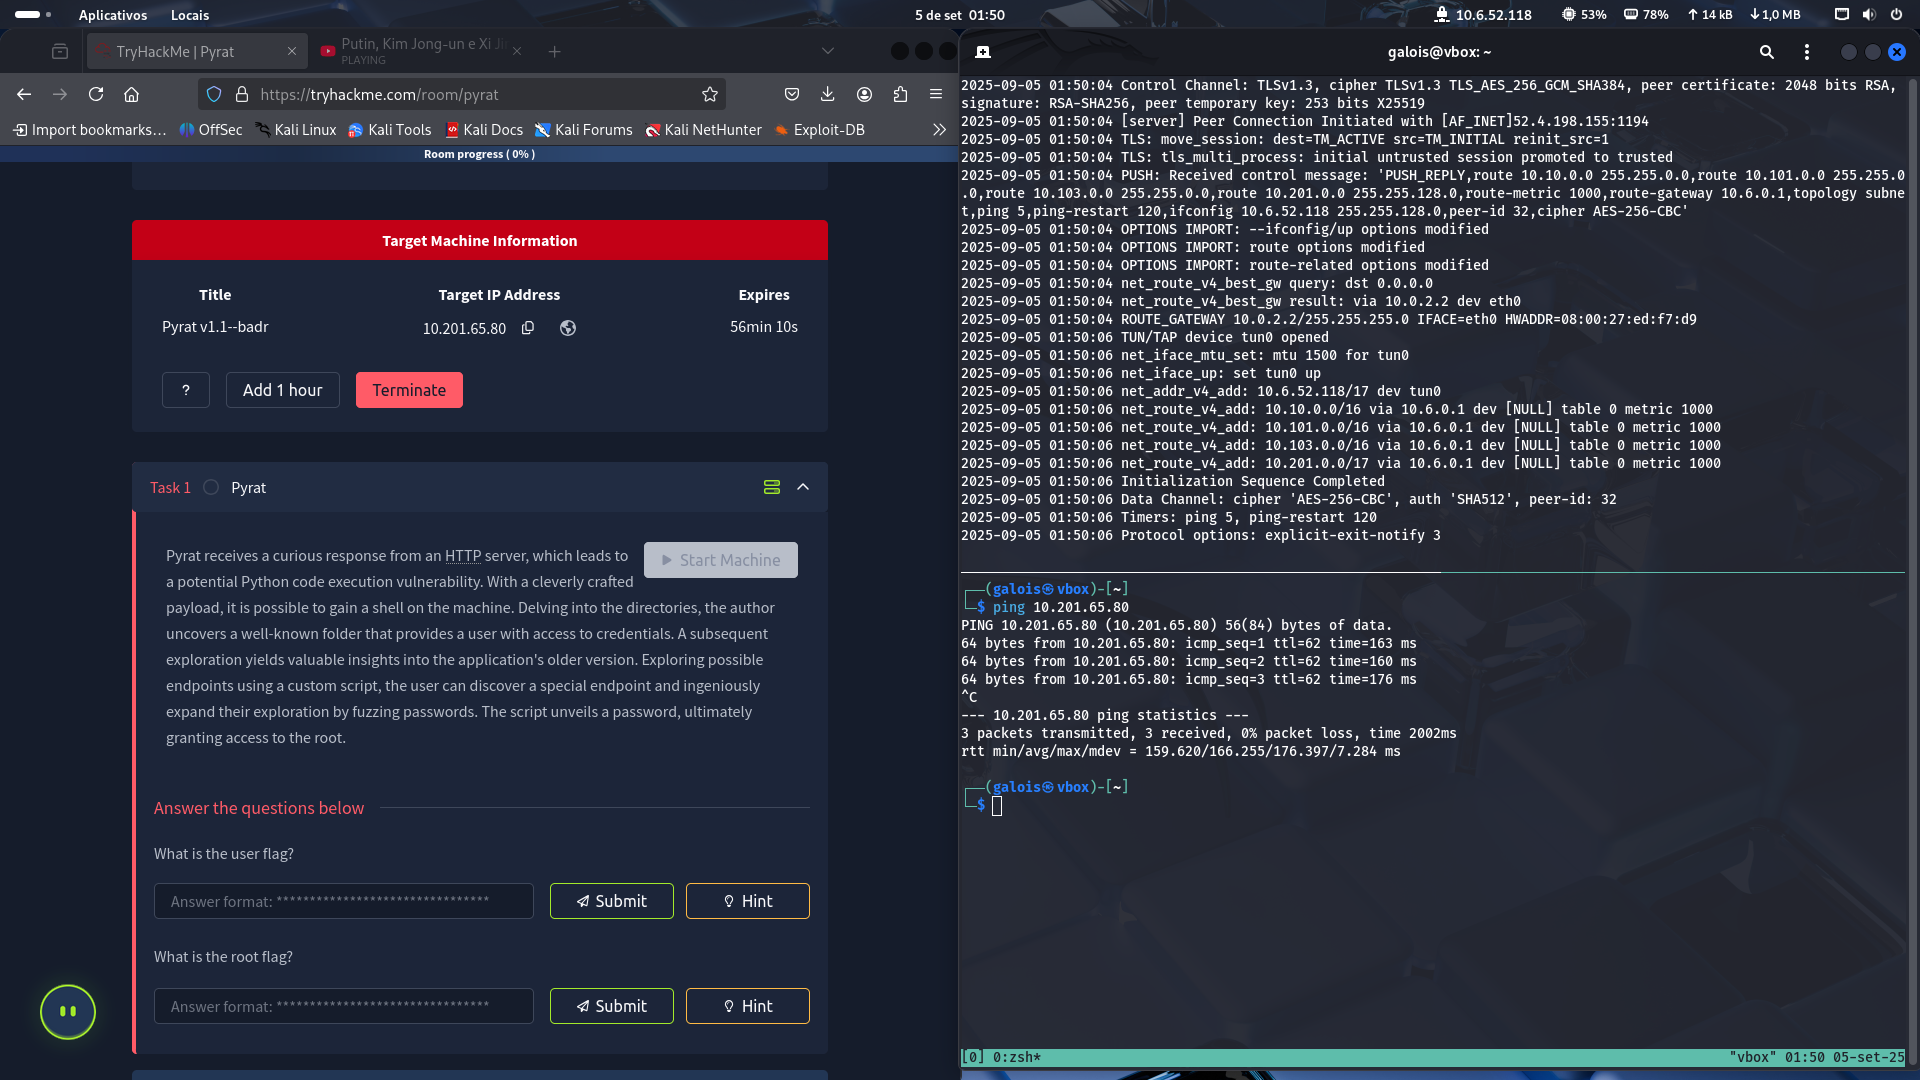 Aplicativos Locais 5 de set 01:50 10.6.52.118 53% 78% 14 kB 1,0 MB
TryHackMe | Pyrat
Putin, Kim Jong-un e Xi Ji
PLAYING
https://tryhackme.com/room/pyrat
Import bookmarks... OffSec Kali Linux Kali Tools Kali Docs Kali Forums Kali NetHunter Exploit-DB
Room progress ( 0% )
Target Machine Information
Title Target IP Address Expires
Pyrat v1.1--badr 10.201.65.80 56min 10s
? Add 1 hour Terminate
Task 1 Pyrat
Start Machine
Pyrat receives a curious response from an HTTP server, which leads to
a potential Python code execution vulnerability. With a cleverly crafted
payload, it is possible to gain a shell on the machine. Delving into the directories, the author
uncovers a well-known folder that provides a user with access to credentials. A subsequent
exploration yields valuable insights into the application's older version. Exploring possible
endpoints using a custom script, the user can discover a special endpoint and ingeniously
expand their exploration by fuzzing passwords. The script unveils a password, ultimately
granting access to the root.
Answer the questions below
What is the user flag?
Answer format: ******************************** Submit Hint
What is the root flag?
Answer format: ******************************** Submit Hint
galois@vbox: ~
2025-09-05 01:50:04 Control Channel: TLSv1.3, cipher TLSv1.3 TLS_AES_256_GCM_SHA384, peer certificate: 2048 bits RSA,
signature: RSA-SHA256, peer temporary key: 253 bits X25519
2025-09-05 01:50:04 [server] Peer Connection Initiated with [AF_INET]52.4.198.155:1194
2025-09-05 01:50:04 TLS: move_session: dest=TM_ACTIVE src=TM_INITIAL reinit_src=1
2025-09-05 01:50:04 TLS: tls_multi_process: initial untrusted session promoted to trusted
2025-09-05 01:50:04 PUSH: Received control message: 'PUSH_REPLY,route 10.10.0.0 255.255.0.0,route 10.101.0.0 255.255.0
.0,route 10.103.0.0 255.255.0.0,route 10.201.0.0 255.255.128.0,route-metric 1000,route-gateway 10.6.0.1,topology subne
t,ping 5,ping-restart 120,ifconfig 10.6.52.118 255.255.128.0,peer-id 32,cipher AES-256-CBC'
2025-09-05 01:50:04 OPTIONS IMPORT: --ifconfig/up options modified
2025-09-05 01:50:04 OPTIONS IMPORT: route options modified
2025-09-05 01:50:04 OPTIONS IMPORT: route-related options modified
2025-09-05 01:50:04 net_route_v4_best_gw query: dst 0.0.0.0
2025-09-05 01:50:04 net_route_v4_best_gw result: via 10.0.2.2 dev eth0
2025-09-05 01:50:04 ROUTE_GATEWAY 10.0.2.2/255.255.255.0 IFACE=eth0 HWADDR=08:00:27:ed:f7:d9
2025-09-05 01:50:06 TUN/TAP device tun0 opened
2025-09-05 01:50:06 net_iface_mtu_set: mtu 1500 for tun0
2025-09-05 01:50:06 net_iface_up: set tun0 up
2025-09-05 01:50:06 net_addr_v4_add: 10.6.52.118/17 dev tun0
2025-09-05 01:50:06 net_route_v4_add: 10.10.0.0/16 via 10.6.0.1 dev [NULL] table 0 metric 1000
2025-09-05 01:50:06 net_route_v4_add: 10.101.0.0/16 via 10.6.0.1 dev [NULL] table 0 metric 1000
2025-09-05 01:50:06 net_route_v4_add: 10.103.0.0/16 via 10.6.0.1 dev [NULL] table 0 metric 1000
2025-09-05 01:50:06 net_route_v4_add: 10.201.0.0/17 via 10.6.0.1 dev [NULL] table 0 metric 1000
2025-09-05 01:50:06 Initialization Sequence Completed
2025-09-05 01:50:06 Data Channel: cipher 'AES-256-CBC', auth 'SHA512', peer-id: 32
2025-09-05 01:50:06 Timers: ping 5, ping-restart 120
2025-09-05 01:50:06 Protocol options: explicit-exit-notify 3
┌──(galois㉿vbox)-[~]
└─$ ping 10.201.65.80
PING 10.201.65.80 (10.201.65.80) 56(84) bytes of data.
64 bytes from 10.201.65.80: icmp_seq=1 ttl=62 time=163 ms
64 bytes from 10.201.65.80: icmp_seq=2 ttl=62 time=160 ms
64 bytes from 10.201.65.80: icmp_seq=3 ttl=62 time=176 ms
^C
--- 10.201.65.80 ping statistics ---
3 packets transmitted, 3 received, 0% packet loss, time 2002ms
rtt min/avg/max/mdev = 159.620/166.255/176.397/7.284 ms
┌──(galois㉿vbox)-[~]
└─$
[0] 0:zsh* "vbox" 01:50 05-set-25